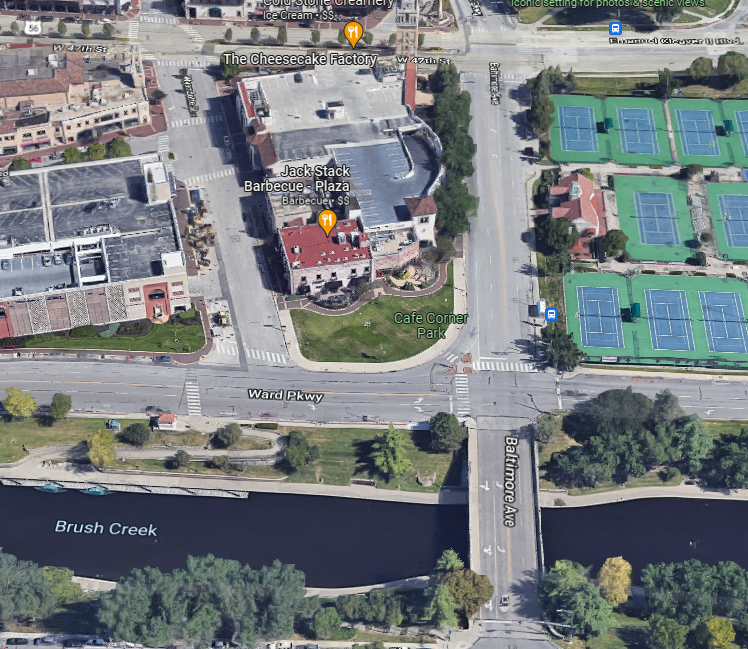 Cold Stone Creamery
Ice Cream • $$
Iconic setting for photos & scenic views
56
W 47th St
The Cheesecake Factory
W 47th St
Emanuel Cleaver II Blvd
Baltimore Ave
Jack Stack
Barbecue - Plaza
Barbecue • $$
Cafe Corner
Park
Ward Pkwy
Baltimore Ave
Brush Creek